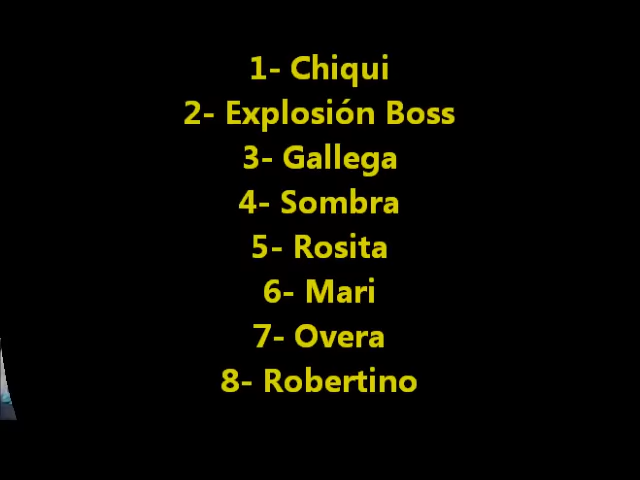 1- Chiqui
2- Explosión Boss
3- Gallega
4- Sombra
5- Rosita
6- Mari
7- Overa
8- Robertino